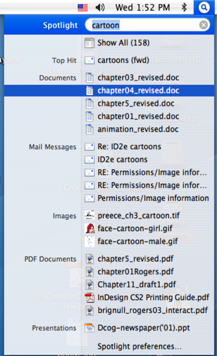 Wed 1:52 PM
Spotlight cartoon
Show All (158)
Top Hit cartoons (fwd)
Documents chapter03_revised.doc
chapter04_revised.doc
chapter5_revised.doc
chapter01_revised.doc
animation_revised.doc
Mail Messages Re: ID2e cartoons
ID2e cartoons
RE: Permissions/Image infor...
RE: Permissions/Image infor...
Permissions/Image information
Images preece_ch3_cartoon.tif
face-cartoon-girl.gif
face-cartoon-male.gif
PDF Documents chapter5_revised.pdf
chapter01Rogers.pdf
Chapter11_draft1.pdf
InDesign CS2 Printing Guide.pdf
brignull_rogers03_interact.pdf
Presentations Dcog-newspaper('01).ppt
Spotlight preferences...